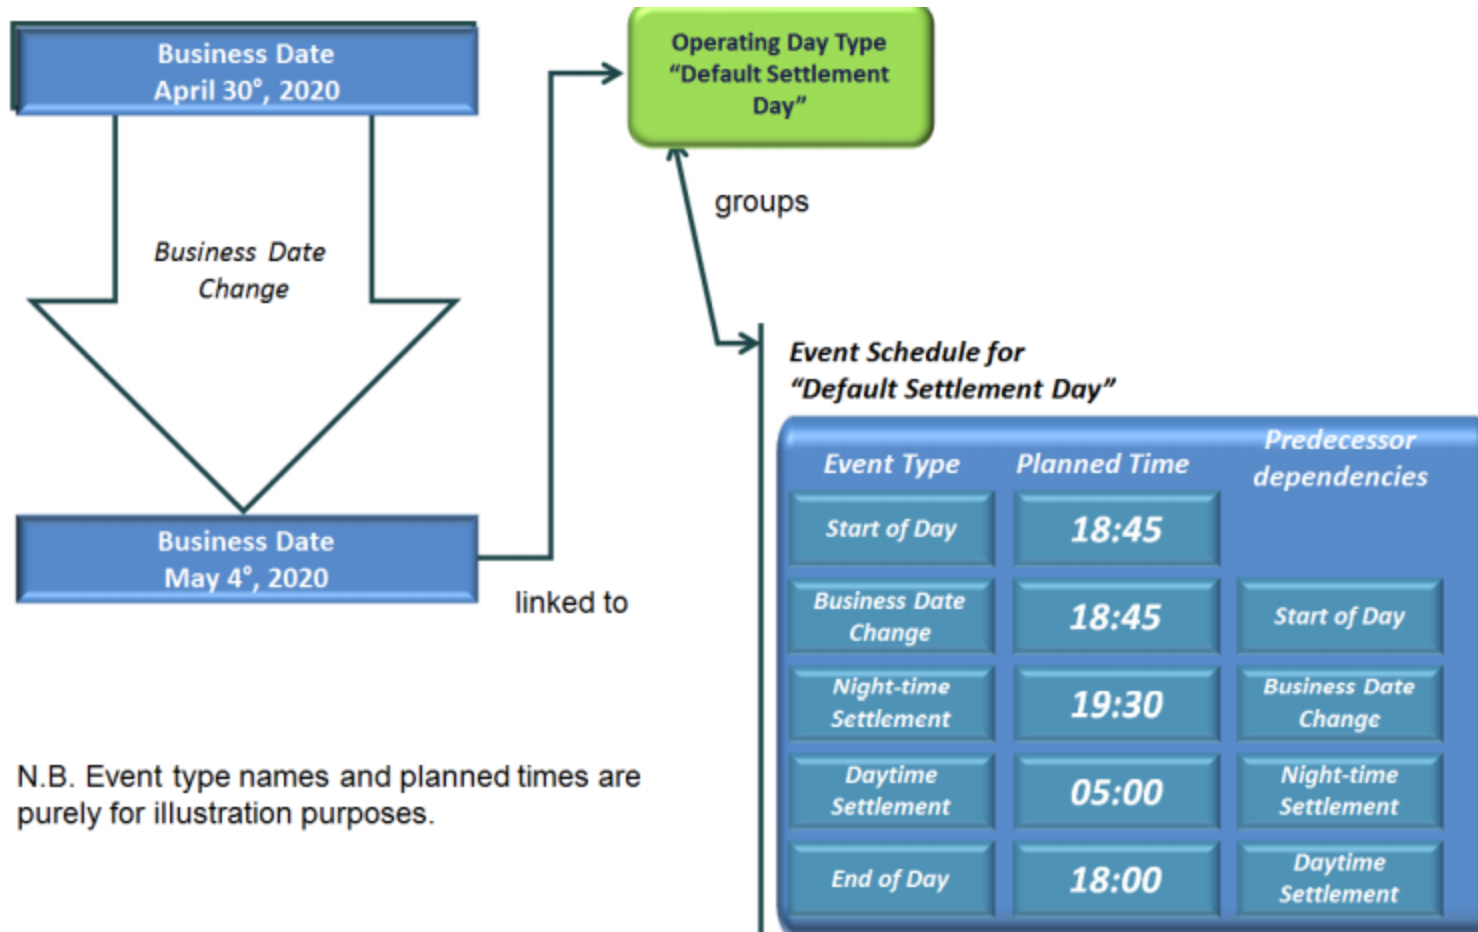 Business Date
April 30°, 2020
Business Date
Change
Business Date
May 4°, 2020
linked to
Operating Day Type
“Default Settlement
Day”
groups
Event Schedule for
“Default Settlement Day”
Event Type Planned Time Predecessor
dependencies
Start of Day 18:45
Business Date
Change
18:45
Start of Day
Night-time
Settlement
19:30
Business Date
Change
Daytime
Settlement
05:00
Night-time
Settlement
End of Day
18:00
Daytime
Settlement
N.B. Event type names and planned times are
purely for illustration purposes.